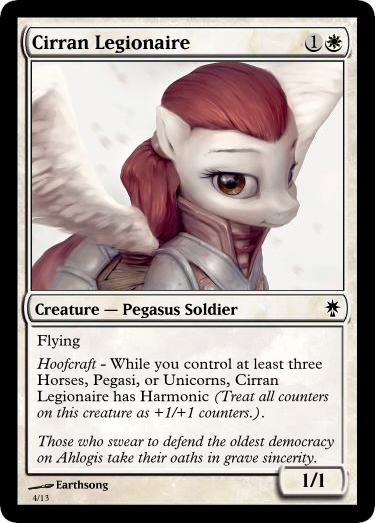 Cirran Legionaire 1
Creature — Pegasus Soldier
Flying
Hoofcraft - While you control at least three
Horses, Pegasi, or Unicorns, Cirran
Legionaire has Harmonic (Treat all counters
on this creature as +1/+1 counters.).
Those who swear to defend the oldest democracy
on Ahlogis take their oaths in grave sincerity.
1/1
Earthsong
4/13